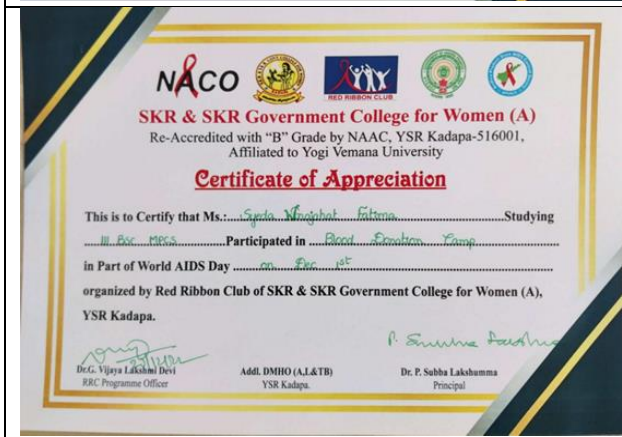 NACO
RED RIBBON CLUB
SKR & SKR Government College for Women (A)
Re-Accredited with “B” Grade by NAAC, YSR Kadapa-516001,
Affiliated to Yogi Vemana University
Certificate of Appreciation
This is to Certify that Ms.: Syeda Fatima Studying
III BSC MPCS Participated in Blood Donation Camp
in Part of World AIDS Day on Dec 1st
organized by Red Ribbon Club of SKR & SKR Government College for Women (A),
YSR Kadapa.
Dr.G. Vijaya Lakshmi Devi Addl. DMHO (A,L&TB) Dr. P. Subba Lakshumma
RRC Programme Officer YSR Kadapa. Principal